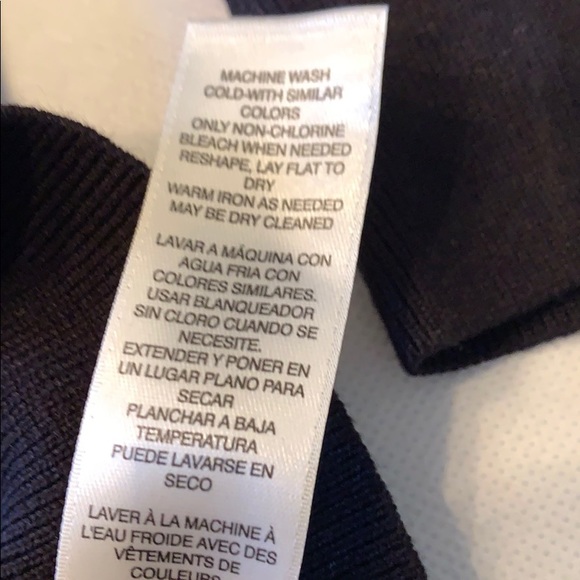 MACHINE WASH
COLD-WITH SIMILAR
COLORS
ONLY NON-CHLORINE
BLEACH WHEN NEEDED
RESHAPE, LAY FLAT TO
DRY
WARM IRON AS NEEDED
MAY BE DRY CLEANED
LAVAR A MÁQUINA CON
AGUA FRIA CON
COLORES SIMILARES.
USAR BLANQUEADOR
SIN CLORO CUANDO SE
NECESITE.
EXTENDER Y PONER EN
UN LUGAR PLANO PARA
SECAR
PLANCHAR A BAJA
TEMPERATURA
PUEDE LAVARSE EN
SECO
LAVER À LA MACHINE À
L'EAU FROIDE AVEC DES
VÊTEMENTS DE
COULEURS